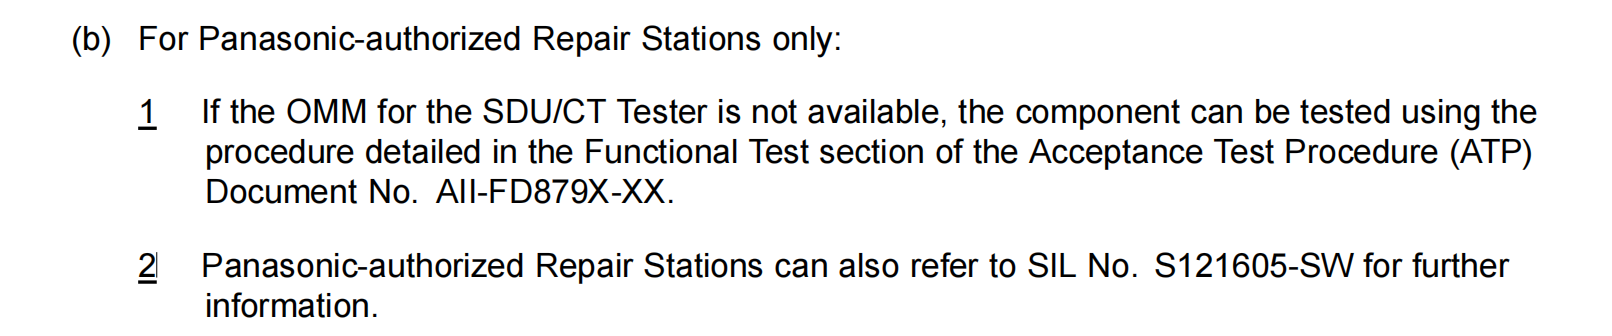 (b) For Panasonic-authorized Repair Stations only:
1 If the OMM for the SDU/CT Tester is not available, the component can be tested using the
procedure detailed in the Functional Test section of the Acceptance Test Procedure (ATP)
Document No. AII-FD879X-XX.
2 Panasonic-authorized Repair Stations can also refer to SIL No. S121605-SW for further
information.